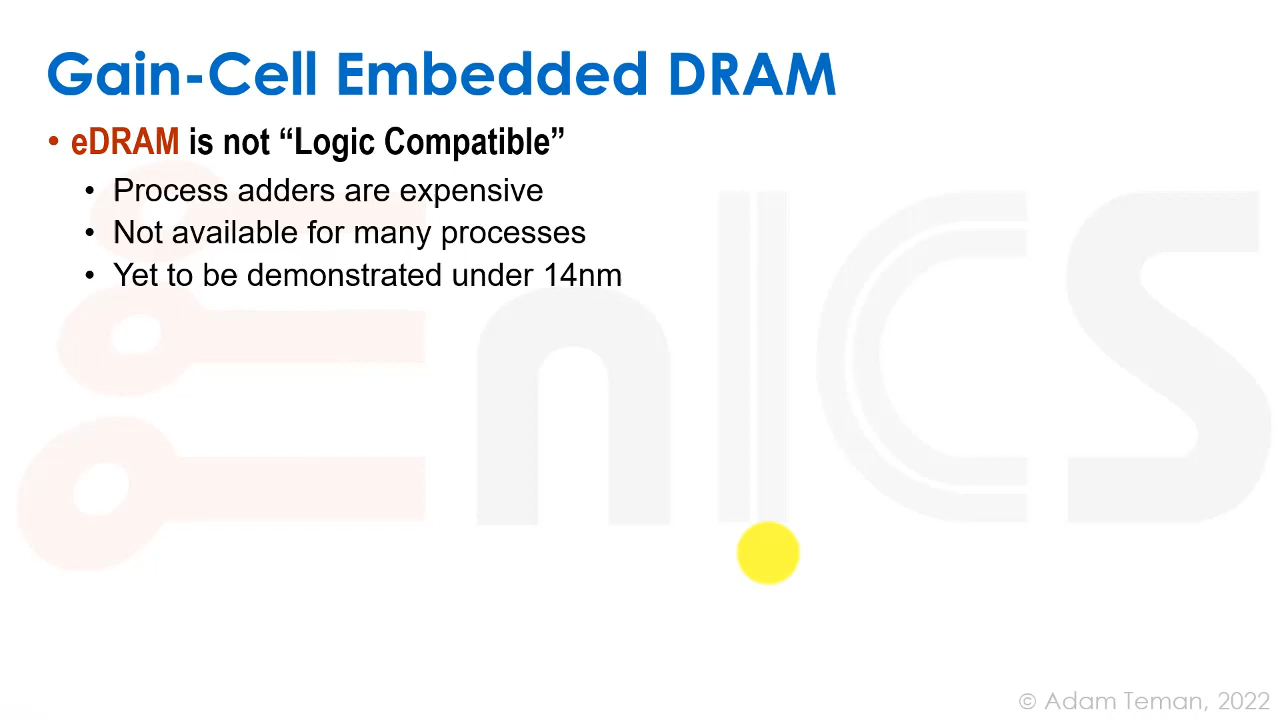 Gain-Cell Embedded DRAM
• eDRAM is not “Logic Compatible”
• Process adders are expensive
• Not available for many processes
• Yet to be demonstrated under 14nm
EnICS
© Adam Teman, 2022